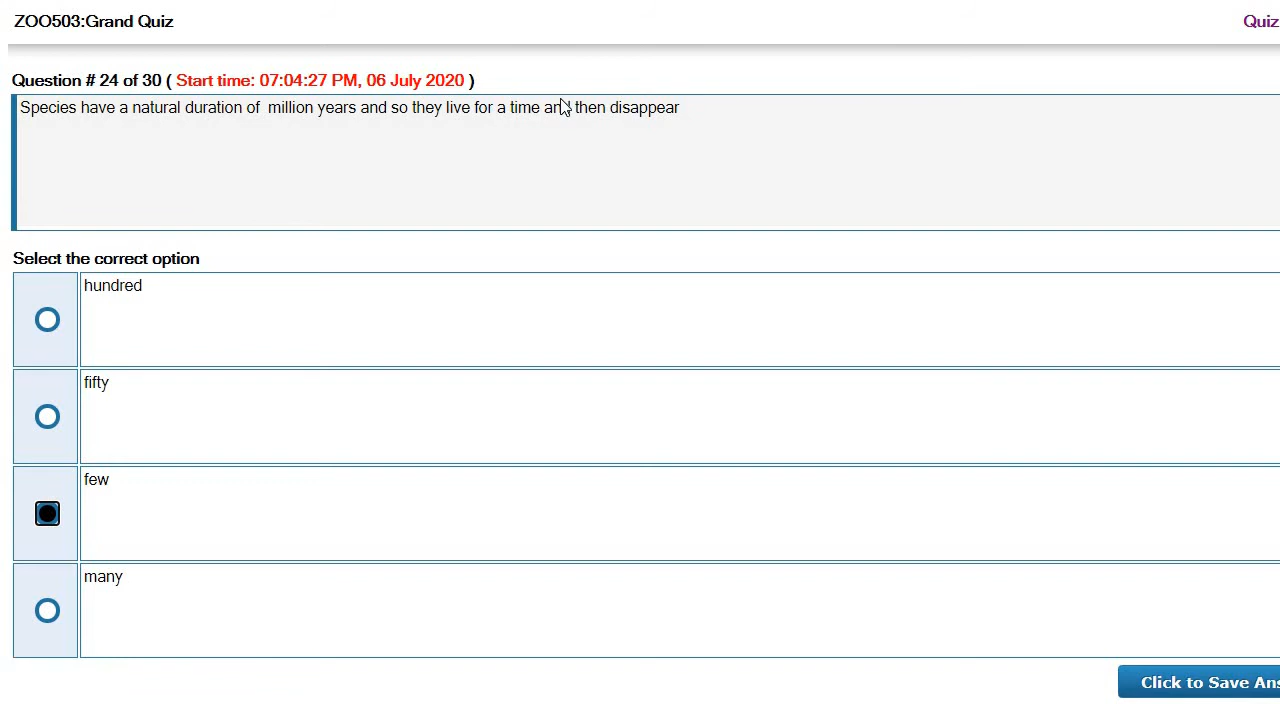 ZOO503:Grand Quiz
Quiz
Question # 24 of 30 ( Start time: 07:04:27 PM, 06 July 2020 )
Species have a natural duration of  million years and so they live for a time and then disappear
Select the correct option
hundred
fifty
few
many
Click to Save Ans